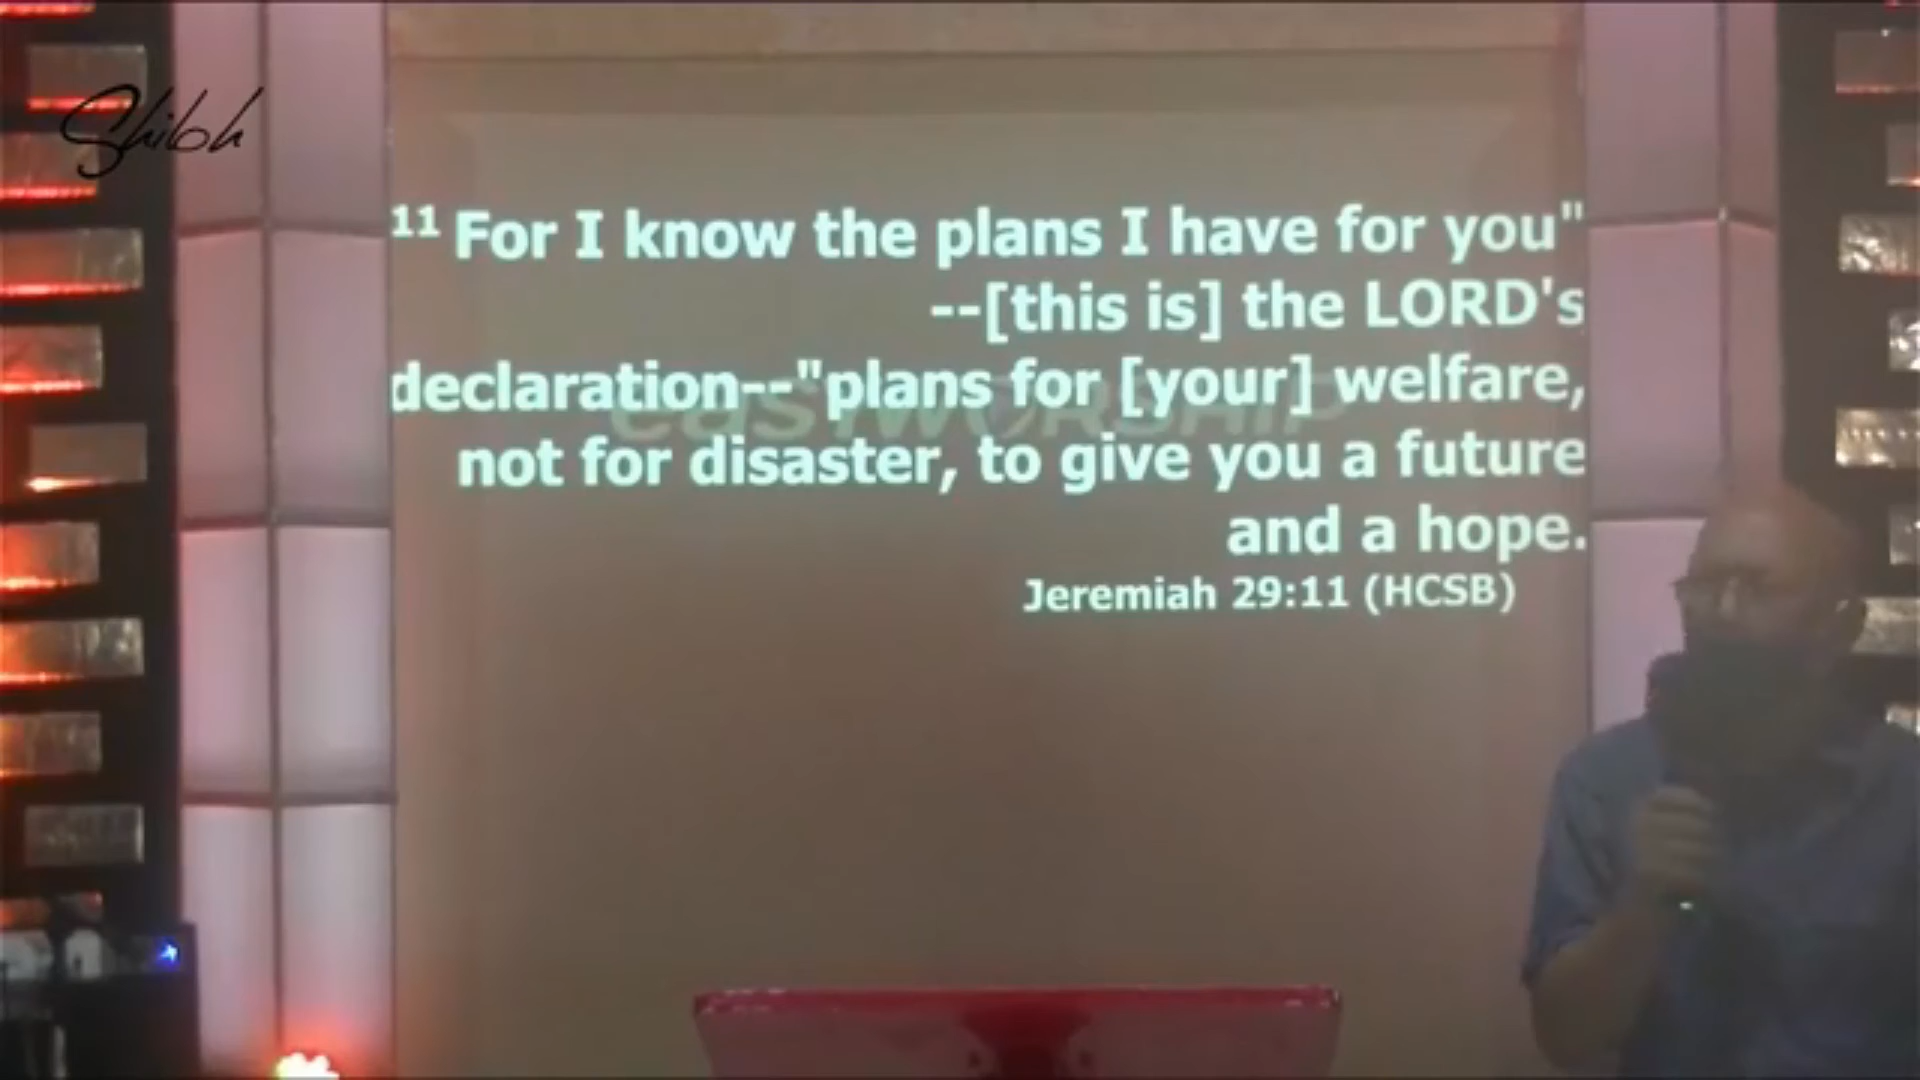 Shiloh
11 For I know the plans I have for you"
--[this is] the LORD's
declaration--"plans for [your] welfare,
easyworship
not for disaster, to give you a future
and a hope.
Jeremiah 29:11 (HCSB)